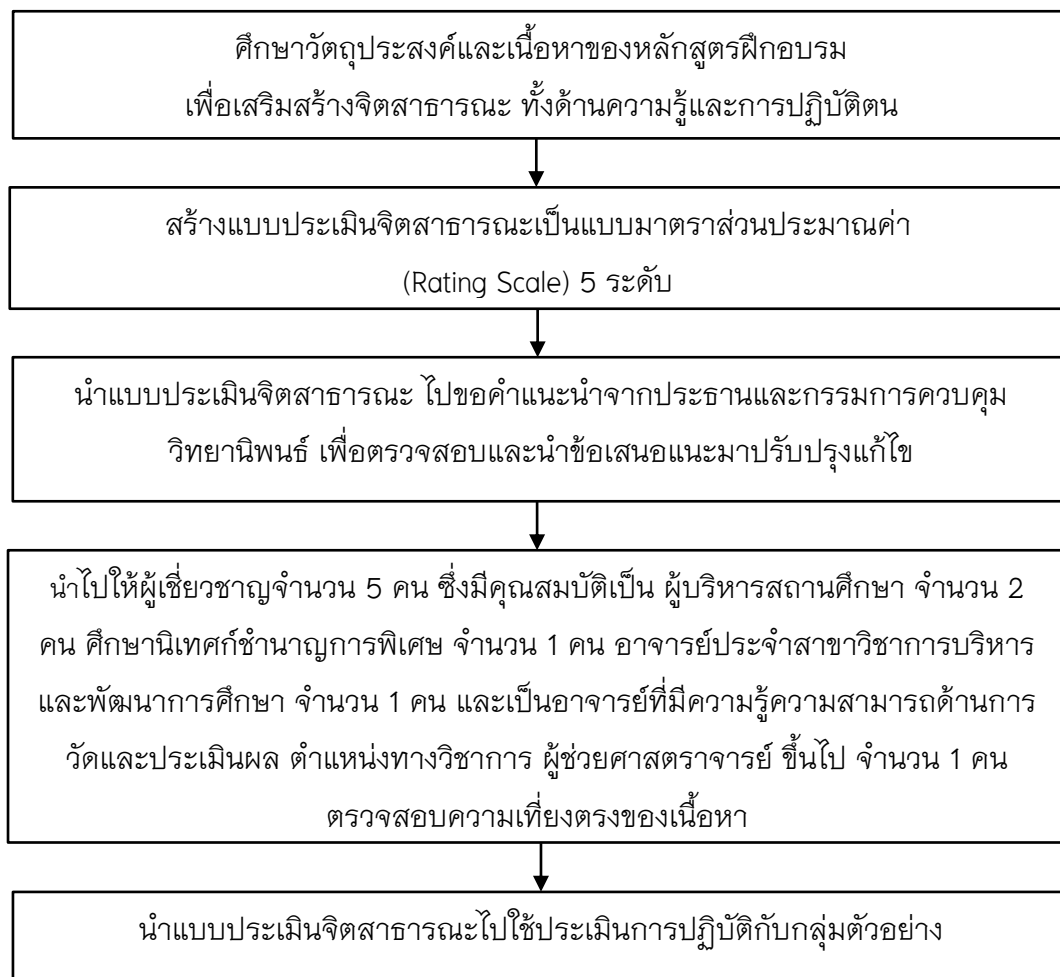 ศึกษาวัตถุประสงค์และเนื้อหาของหลักสูตรฝึกอบรม
เพื่อเสริมสร้างจิตสาธารณะ ทั้งด้านความรู้และการปฏิบัติตน
สร้างแบบประเมินจิตสาธารณะเป็นแบบมาตราส่วนประมาณค่า
(Rating Scale) 5 ระดับ
นำแบบประเมินจิตสาธารณะ ไปขอคำแนะนำจากประธานและกรรมการควบคุม
วิทยานิพนธ์ เพื่อตรวจสอบและนำข้อเสนอแนะมาปรับปรุงแก้ไข
นำไปให้ผู้เชี่ยวชาญจำนวน 5 คน ซึ่งมีคุณสมบัติเป็น ผู้บริหารสถานศึกษา จำนวน 2
คน ศึกษานิเทศก์ชำนาญการพิเศษ จำนวน 1 คน อาจารย์ประจำสาขาวิชาการบริหาร
และพัฒนาการศึกษา จำนวน 1 คน และเป็นอาจารย์ที่มีความรู้ความสามารถด้านการ
วัดและประเมินผล ตำแหน่งทางวิชาการ ผู้ช่วยศาสตราจารย์ ขึ้นไป จำนวน 1 คน
ตรวจสอบความเที่ยงตรงของเนื้อหา
นำแบบประเมินจิตสาธารณะไปใช้ประเมินการปฏิบัติกับกลุ่มตัวอย่าง